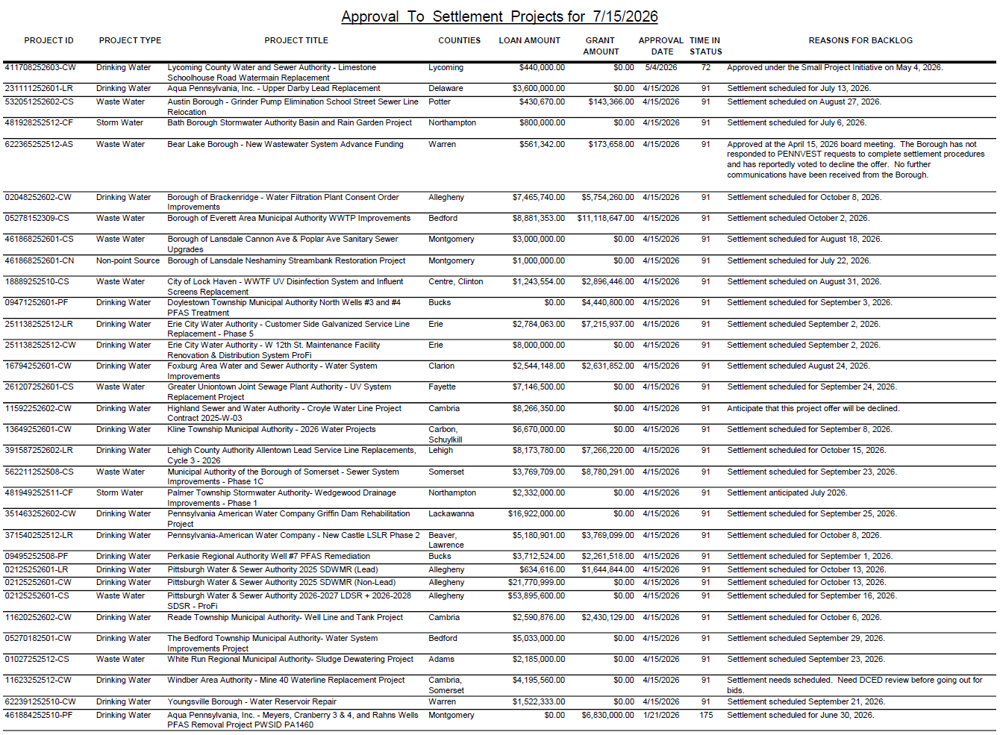 Approval To Settlement Projects for 7/15/2026
PROJECT ID PROJECT TYPE PROJECT TITLE COUNTIES LOAN AMOUNT GRANT AMOUNT APPROVAL DATE TIME IN STATUS REASONS FOR BACKLOG
411708252603-CW Drinking Water Lycoming County Water and Sewer Authority - Limestone Lycoming $440,000.00 $0.00 5/4/2026 72 Approved under the Small Project Initiative on May 4, 2026.
Schoolhouse Road Watermain Replacement
231111252601-LR Drinking Water Aqua Pennsylvania, Inc. - Upper Darby Lead Replacement Delaware $3,600,000.00 $0.00 4/15/2026 91 Settlement scheduled for July 13, 2026.
532051252602-CS Waste Water Austin Borough - Grinder Pump Elimination School Street Sewer Line Potter $430,670.00 $143,366.00 4/15/2026 91 Settlement scheduled on August 27, 2026.
Relocation
481928252512-CF Storm Water Bath Borough Stormwater Authority Basin and Rain Garden Project Northampton $800,000.00 $0.00 4/15/2026 91 Settlement scheduled for July 6, 2026.
622365252512-AS Waste Water Bear Lake Borough - New Wastewater System Advance Funding Warren $561,342.00 $173,658.00 4/15/2026 91 Approved at the April 15, 2026 board meeting. The Borough has not
responded to PENNVEST requests to complete settlement procedures
and has reportedly voted to decline the offer. No further
communications have been received from the Borough.
02048252602-CW Drinking Water Borough of Brackenridge - Water Filtration Plant Consent Order Allegheny $7,465,740.00 $5,754,260.00 4/15/2026 91 Settlement scheduled for October 8, 2026.
Improvements
05278152309-CS Waste Water Borough of Everett Area Municipal Authority WWTP Improvements Bedford $8,881,353.00 $11,118,647.00 4/15/2026 91 Settlement scheduled October 2, 2026.
461868252601-CS Waste Water Borough of Lansdale Cannon Ave & Poplar Ave Sanitary Sewer Montgomery $3,000,000.00 $0.00 4/15/2026 91 Settlement scheduled for August 18, 2026.
Upgrades
461868252601-CN Non-point Source Borough of Lansdale Neshaminy Streambank Restoration Project Montgomery $1,000,000.00 $0.00 4/15/2026 91 Settlement scheduled for July 22, 2026.
18889252510-CS Waste Water City of Lock Haven - WWTF UV Disinfection System and Influent Centre, Clinton $1,243,554.00 $2,896,446.00 4/15/2026 91 Settlement scheduled on August 31, 2026.
Screens Replacement
09471252601-PF Drinking Water Doylestown Township Municipal Authority North Wells #3 and #4 Bucks $0.00 $4,440,800.00 4/15/2026 91 Settlement scheduled for September 3, 2026.
PFAS Treatment
251138252512-LR Drinking Water Erie City Water Authority - Customer Side Galvanized Service Line Erie $2,784,063.00 $7,215,937.00 4/15/2026 91 Settlement scheduled September 2, 2026.
Replacement - Phase 5
251138252512-CW Drinking Water Erie City Water Authority - W 12th St. Maintenance Facility Erie $8,000,000.00 $0.00 4/15/2026 91 Settlement scheduled September 2, 2026.
Renovation & Distribution System ProFi
16794252601-CW Drinking Water Foxburg Area Water and Sewer Authority - Water System Clarion $2,544,148.00 $2,631,852.00 4/15/2026 91 Settlement scheduled August 24, 2026.
Improvements
261207252601-CS Waste Water Greater Uniontown Joint Sewage Plant Authority - UV System Fayette $7,146,500.00 $0.00 4/15/2026 91 Settlement scheduled for September 24, 2026.
Replacement Project
11592252602-CW Drinking Water Highland Sewer and Water Authority - Croyle Water Line Project Cambria $8,266,350.00 $0.00 4/15/2026 91 Anticipate that this project offer will be declined.
Contract 2025-W-03
13649252601-CW Drinking Water Kline Township Municipal Authority - 2026 Water Projects Carbon, $6,670,000.00 $0.00 4/15/2026 91 Settlement scheduled for September 8, 2026.
Schuylkill
391587252602-LR Drinking Water Lehigh County Authority Allentown Lead Service Line Replacements, Lehigh $8,173,780.00 $7,266,220.00 4/15/2026 91 Settlement scheduled for October 15, 2026.
Cycle 3 - 2026
562211252508-CS Waste Water Municipal Authority of the Borough of Somerset - Sewer System Somerset $3,769,709.00 $8,780,291.00 4/15/2026 91 Settlement scheduled for September 23, 2026.
Improvements - Phase 1C
481949252511-CF Storm Water Palmer Township Stormwater Authority- Wedgewood Drainage Northampton $2,332,000.00 $0.00 4/15/2026 91 Settlement anticipated July 2026.
Improvements - Phase 1
351463252602-CW Drinking Water Pennsylvania American Water Company Griffin Dam Rehabilitation Lackawanna $16,922,000.00 $0.00 4/15/2026 91 Settlement scheduled for September 25, 2026.
Project
371540252512-LR Drinking Water Pennsylvania-American Water Company - New Castle LSLR Phase 2 Beaver, $5,180,901.00 $3,769,099.00 4/15/2026 91 Settlement scheduled for October 8, 2026.
Lawrence
09495252508-PF Drinking Water Perkasie Regional Authority Well #7 PFAS Remediation Bucks $3,712,524.00 $2,261,518.00 4/15/2026 91 Settlement scheduled for September 1, 2026.
02125252601-LR Drinking Water Pittsburgh Water & Sewer Authority 2025 SDWMR (Lead) Allegheny $634,616.00 $1,644,844.00 4/15/2026 91 Settlement scheduled for October 13, 2026.
02125252601-CW Drinking Water Pittsburgh Water & Sewer Authority 2025 SDWMR (Non-Lead) Allegheny $21,770,999.00 $0.00 4/15/2026 91 Settlement scheduled for October 13, 2026.
02125252601-CS Waste Water Pittsburgh Water & Sewer Authority 2026-2027 LDSR + 2026-2028 Allegheny $53,895,600.00 $0.00 4/15/2026 91 Settlement scheduled for September 16, 2026.
SDSR - ProFi
11620252602-CW Drinking Water Reade Township Municipal Authority- Well Line and Tank Project Cambria $2,590,876.00 $2,430,129.00 4/15/2026 91 Settlement scheduled for October 6, 2026.
05270182501-CW Drinking Water The Bedford Township Municipal Authority- Water System Bedford $5,033,000.00 $0.00 4/15/2026 91 Settlement scheduled September 29, 2026.
Improvements Project
01027252512-CS Waste Water White Run Regional Municipal Authority- Sludge Dewatering Project Adams $2,185,000.00 $0.00 4/15/2026 91 Settlement scheduled September 23, 2026.
11623252512-CW Drinking Water Windber Area Authority - Mine 40 Waterline Replacement Project Cambria, $4,195,560.00 $0.00 4/15/2026 91 Settlement needs scheduled. Need DCED review before going out for
Somerset bids.
622391252510-CW Drinking Water Youngsville Borough - Water Reservoir Repair Warren $1,522,333.00 $0.00 4/15/2026 91 Settlement scheduled September 21, 2026.
461884252510-PF Drinking Water Aqua Pennsylvania, Inc. - Meyers, Cranberry 3 & 4, and Rahns Wells Montgomery $0.00 $6,830,000.00 1/21/2026 175 Settlement scheduled for June 30, 2026.
PFAS Removal Project PWSID PA1460